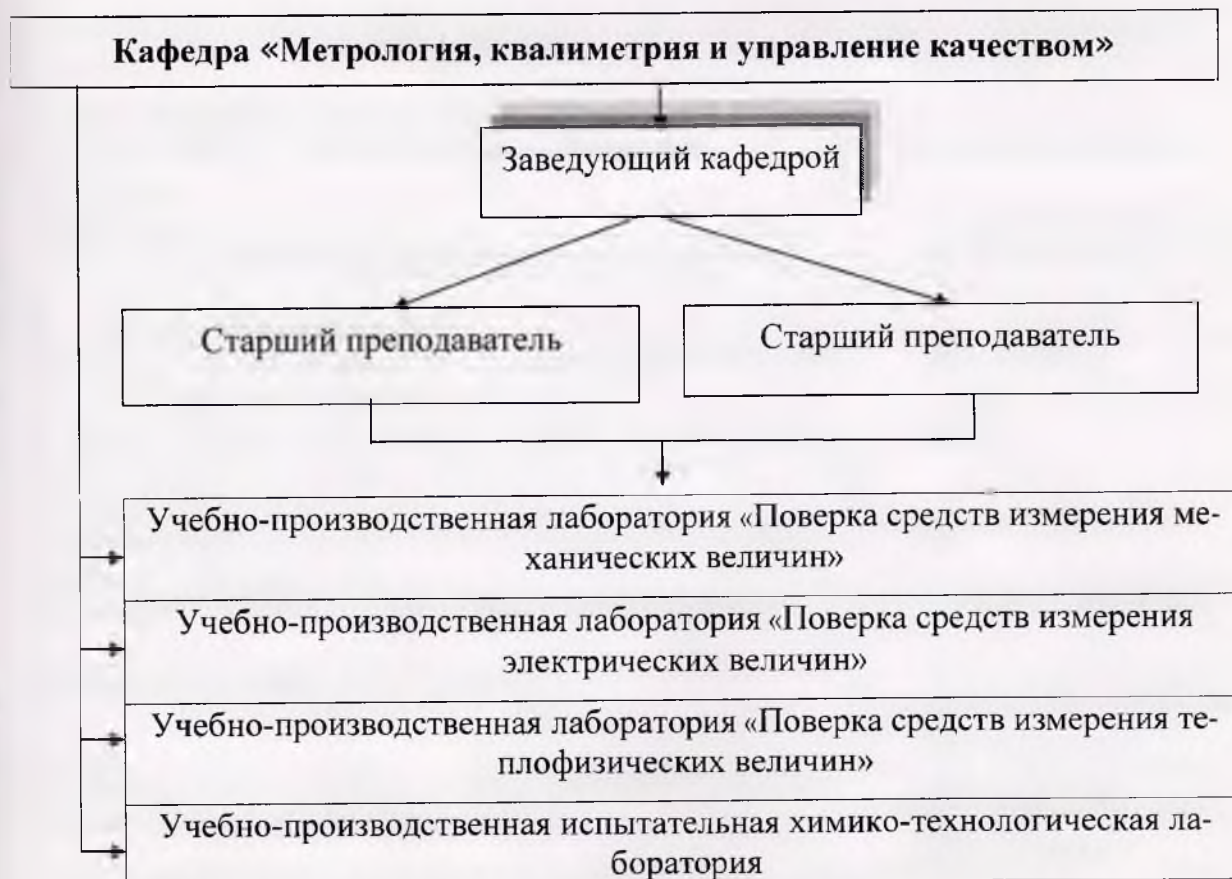 Кафедра «Метрология, квалиметрия и управление качеством»
Заведующий кафедрой
Старший преподаватель
Старший преподаватель
Учебно-производственная лаборатория «Поверка средств измерения ме-
ханических величин»
Учебно-производственная лаборатория «Поверка средств измерения
электрических величин»
Учебно-производственная лаборатория «Поверка средств измерения те-
плофизических величин»
Учебно-производственная испытательная химико-технологическая ла-
боратория